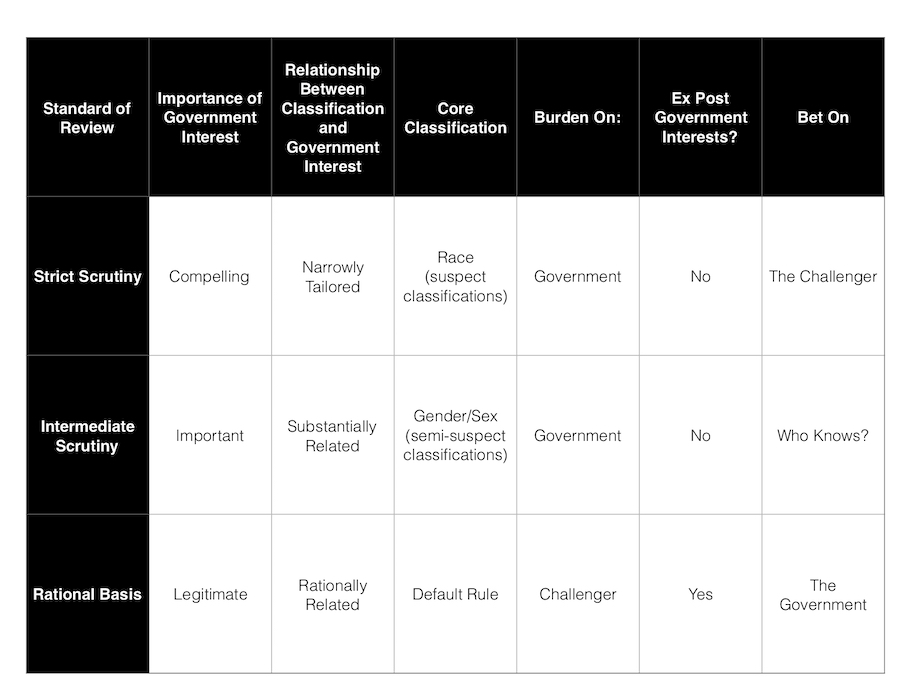 Standard of
Review
Importance of
Government
Interest
Relationship
Between
Classification
and
Government
Interest
Core
Classification
Burden On:
Ex Post
Government
Interests?
Bet On
Strict Scrutiny
Compelling
Narrowly
Tailored
Race
(suspect
classifications)
Government
No
The Challenger
Intermediate
Scrutiny
Important
Substantially
Related
Gender/Sex
(semi-suspect
classifications)
Government
No
Who Knows?
Rational Basis
Legitimate
Rationally
Related
Default Rule
Challenger
Yes
The
Government